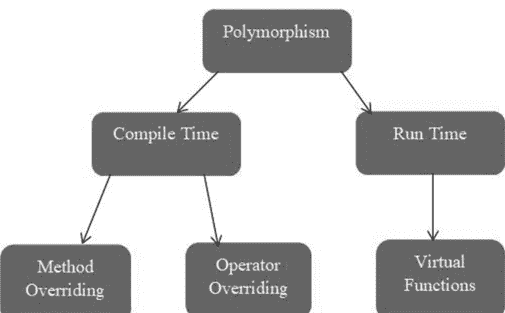 Polymorphism
Compile Time
Run Time
Method
Overriding
Operator
Overriding
Virtual
Functions